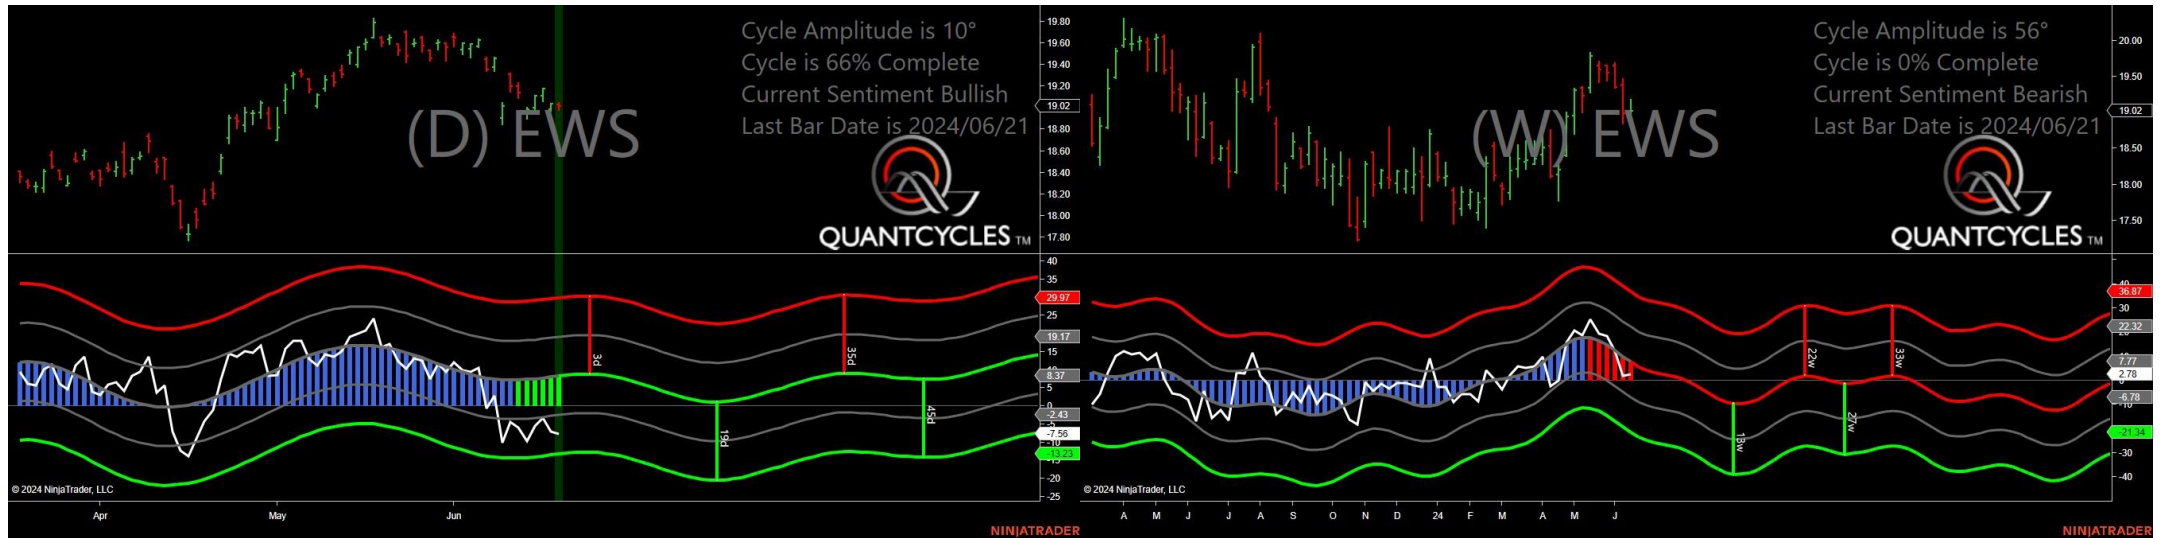 Cycle Amplitude is 10°
Cycle is 66% Complete
Current Sentiment Bullish
Last Bar Date is 2024/06/21
(D) EWS
QUANTCYCLES TM
19.80
19.60
19.40
19.20
19.02
18.80
18.60
18.40
18.20
18.00
17.80
40
35
29.97
19.17
15
8.37
5
0
-2.43
-7.56
-10
-13.23
-20
-25
3d
35d
19d
45d
© 2024 NinjaTrader, LLC
Apr
May
Jun
NINJATRADER
Cycle Amplitude is 56°
Cycle is 0% Complete
Current Sentiment Bearish
Last Bar Date is 2024/06/21
(W) EWS
QUANTCYCLES TM
20.00
19.50
19.02
18.50
18.00
17.50
36.87
30
22.32
7.77
2.78
-6.78
-21.34
-30
-40
22w
33w
13w
27w
© 2024 NinjaTrader, LLC
A M J J A S O N D 24 F M A M J
NINJATRADER